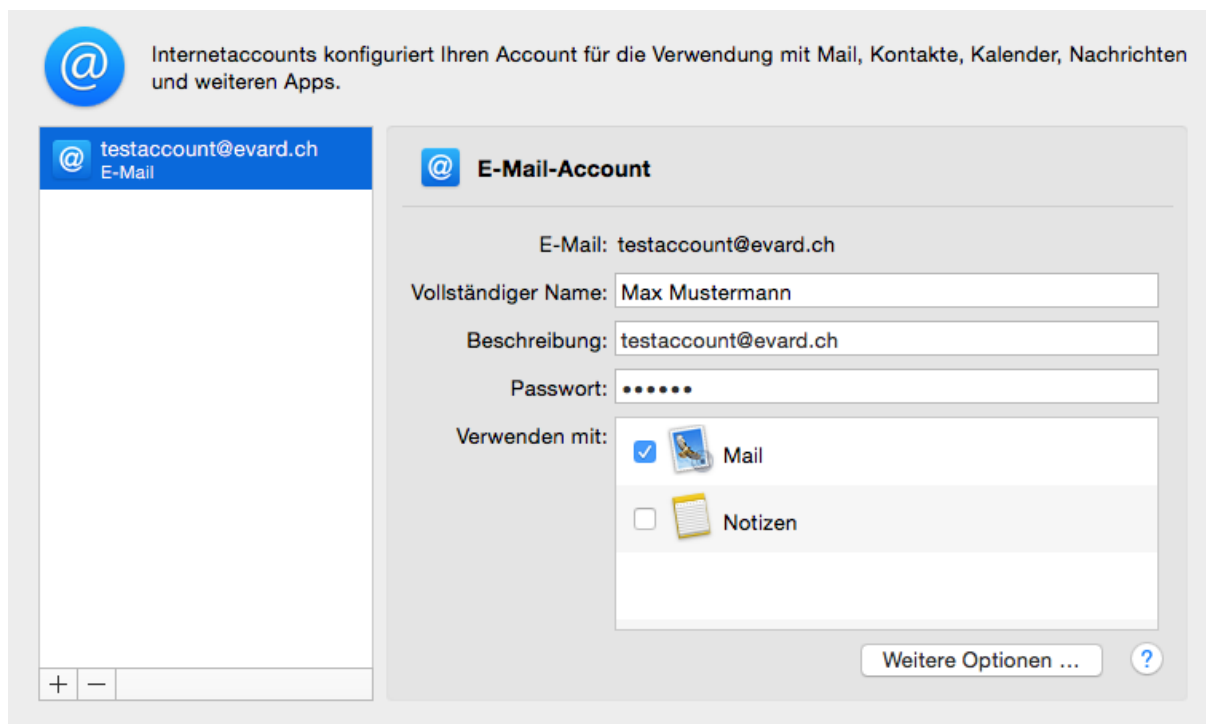 Internetaccounts konfiguriert Ihren Account für die Verwendung mit Mail, Kontakte, Kalender, Nachrichten
und weiteren Apps.
testaccount@evard.ch
E-Mail
E-Mail-Account
E-Mail: testaccount@evard.ch
Vollständiger Name: Max Mustermann
Beschreibung: testaccount@evard.ch
Passwort: ••••••
Verwenden mit:
Mail
Notizen
Weitere Optionen ... ?
+ −